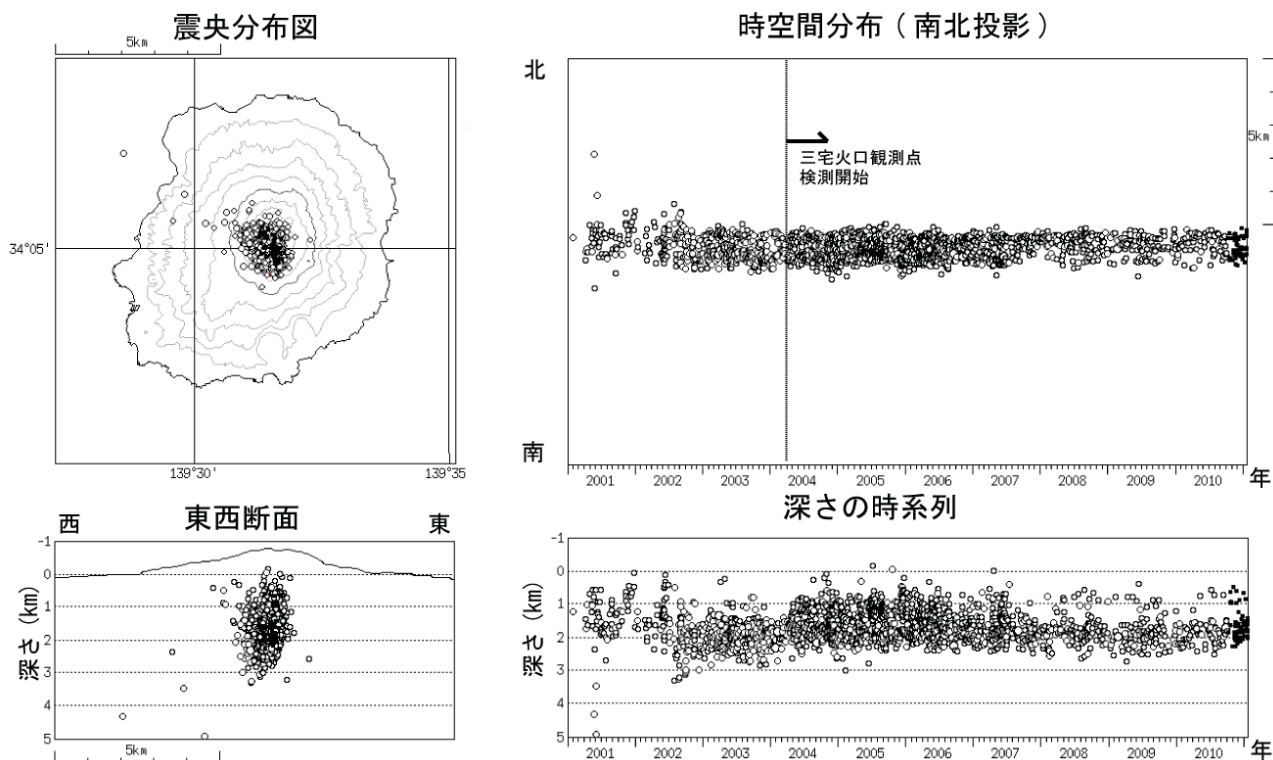 震央分布図
5km
34°05'
139°30'
139°35'
時空間分布（南北投影）
北
南
5km
三宅火口観測点
検測開始
2001 2002 2003 2004 2005 2006 2007 2008 2009 2010 年
西 東西断面 東
深さ (km)
-1
0
1
2
3
4
5
5km
深さの時系列
深さ (km)
-1
0
1
2
3
4
5
2001 2002 2003 2004 2005 2006 2007 2008 2009 2010 年